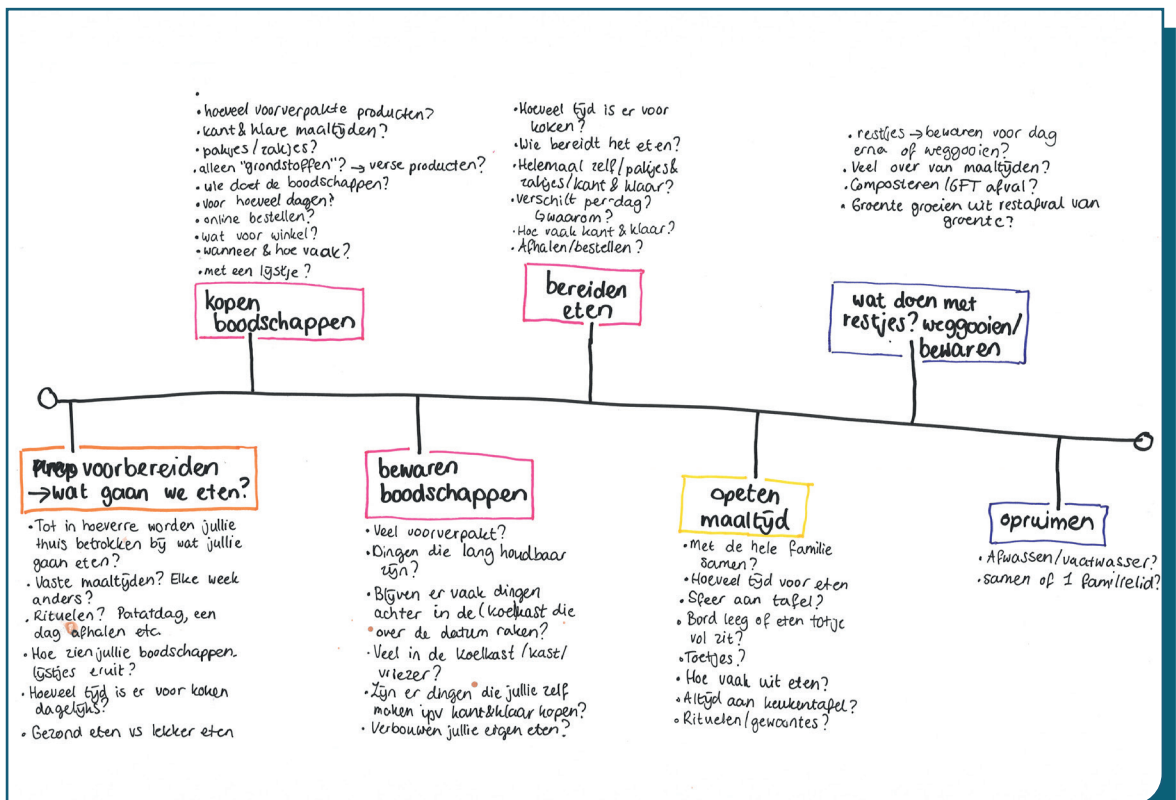 • hoeveel voorverpakte producten?
• kant & klare maaltijden?
• pakjes/zakjes?
• alleen "grondstoffen"? → verse producten?
• wie doet de boodschappen?
• voor hoeveel dagen?
• online bestellen?
• wat voor winkel?
• wanneer & hoe vaak?
• met een lijstje?
kopen
boodschappen
• Hoeveel tijd is er voor
koken?
• Wie bereidt het eten?
• Helemaal zelf/pakjes &
zakjes/kant & klaar?
• verschilt per dag?
↳ waarom?
• Hoe vaak kant & klaar?
• Afhalen/bestellen?
bereiden
eten
• restjes → bewaren voor dag
erna of weggooien?
• Veel over van maaltijden?
• Composteren/GFT afval?
• Groente groeien uit restafval van
groente?
wat doen met
restjes? weggooien/
bewaren
voorbereiden
→ wat gaan we eten?
• Tot in hoeverre worden jullie
thuis betrokken bij wat jullie
gaan eten?
• Vaste maaltijden? Elke week
anders?
• Rituelen? Patatdag, een
dag afhalen etc.
• Hoe zien jullie boodschappen-
lijstjes eruit?
• Hoeveel tijd is er voor koken
dagelijks?
• Gezond eten vs lekker eten
bewaren
boodschappen
• Veel voorverpakt?
• Dingen die lang houdbaar
zijn?
• Blijven er vaak dingen
achter in de (koel)kast die
over de datum raken?
• Veel in de koelkast/kast/
vriezer?
• Zijn er dingen die jullie zelf
maken ipv kant & klaar kopen?
• Verbouwen jullie eigen eten?
opeten
maaltijd
• Met de hele familie
samen?
• Hoeveel tijd voor eten
• Sfeer aan tafel?
• Bord leeg of eten tot je
vol zit?
• Toetjes?
• Hoe vaak uit eten?
• Altijd aan keukentafel?
• Rituelen/gewoontes?
opruimen
• Afwassen/vaatwasser?
• samen of 1 familielid?